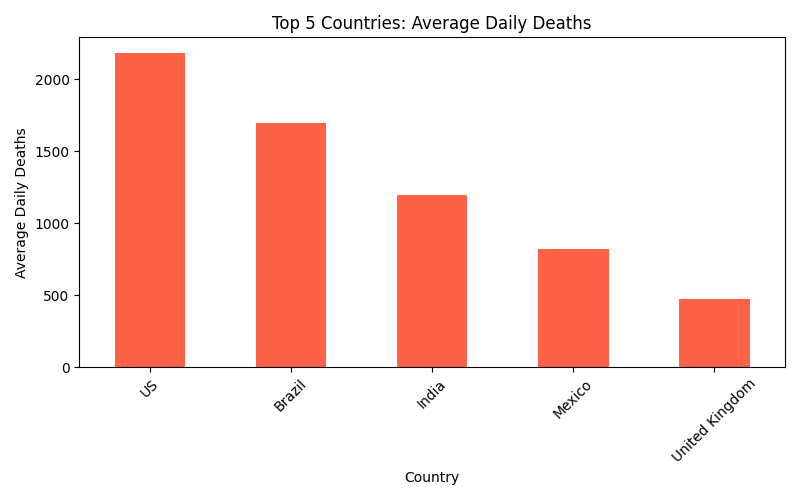 Top 5 Countries: Average Daily Deaths
Average Daily Deaths
2000
1500
1000
500
0
US
Brazil
India
Mexico
United Kingdom
Country